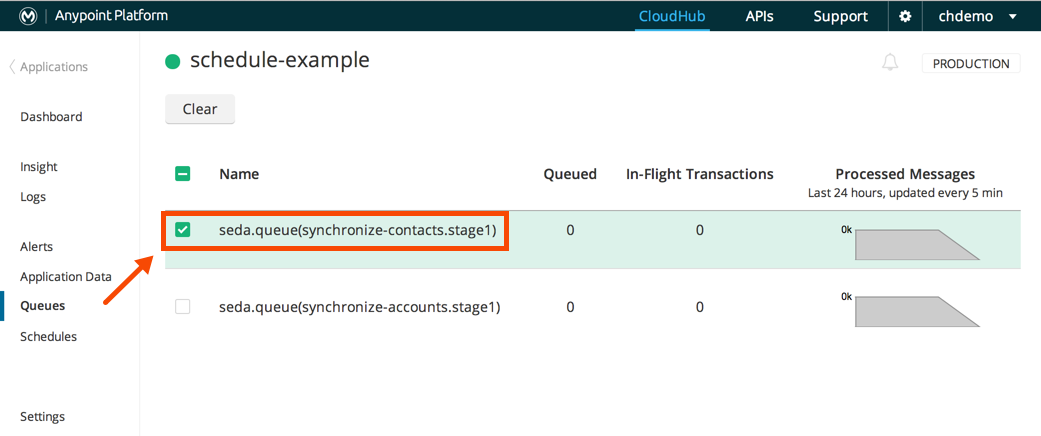 Anypoint Platform
CloudHub APIs Support chdemo
Applications
schedule-example
PRODUCTION
Clear
Dashboard
Insight
Logs
Alerts
Application Data
Queues
Schedules
Settings
Name Queued In-Flight Transactions Processed Messages
Last 24 hours, updated every 5 min
seda.queue(synchronize-contacts.stage1) 0 0 0k
seda.queue(synchronize-accounts.stage1) 0 0 0k